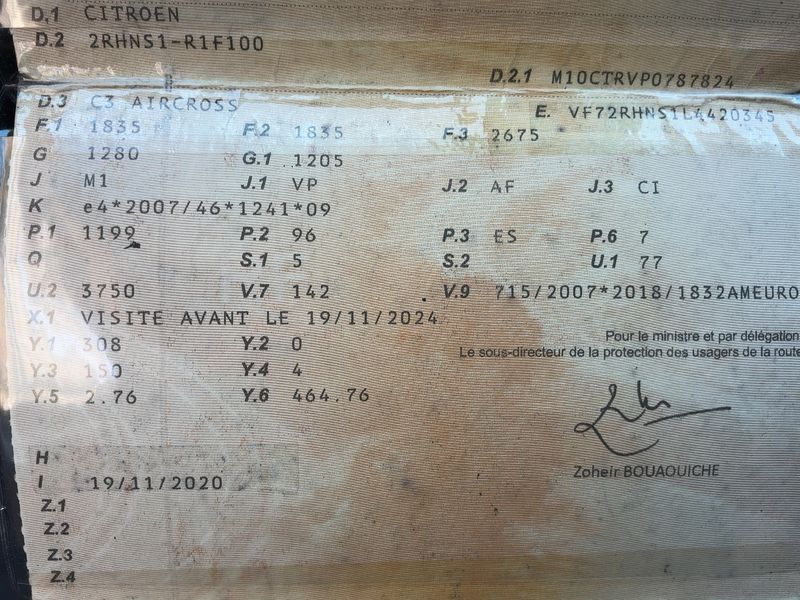 D.1 CITROEN
D.2 2RHNS1-R1F100
D.2.1 M10CTRVP0787824
D.3 C3 AIRCROSS
E. VF72RHNS1L4420345
F.1 1835 F.2 1835 F.3 2675
G 1280 G.1 1205
J M1 J.1 VP J.2 AF J.3 CI
K e4*2007/46*1241*09
P.1 1199 P.2 96 P.3 ES P.6 7
Q S.1 5 S.2 U.1 77
U.2 3750 V.7 142 V.9 715/2007*2018/1832AMEURO
X.1 VISITE AVANT LE 19/11/2024
Y.1 308 Y.2 0
Pour le ministre et par délégation
Le sous-directeur de la protection des usagers de la route
Y.3 150 Y.4 4
Y.5 2.76 Y.6 464.76
H
Zoheir BOUAOUICHE
I 19/11/2020
Z.1
Z.2
Z.3
Z.4